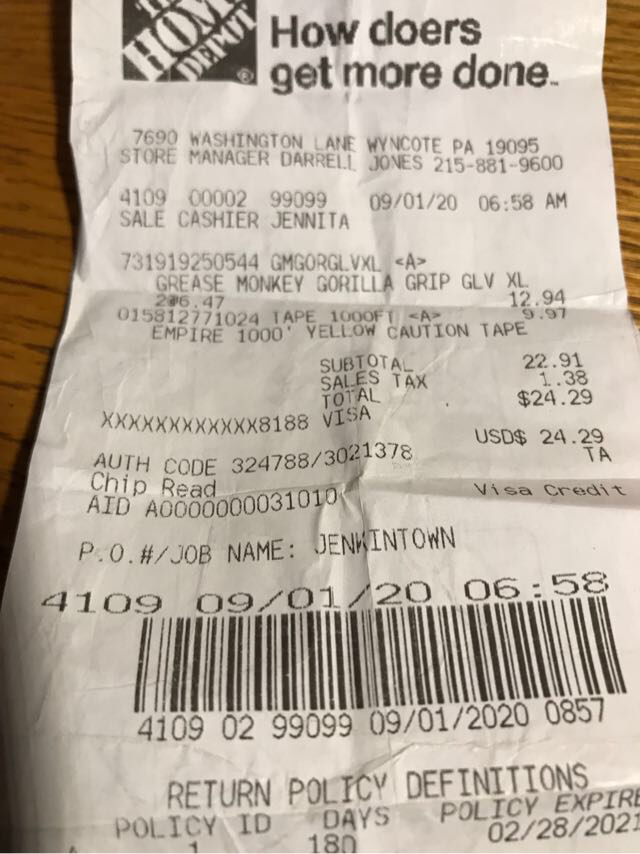 THE
HOME
DEPOT
How doers
get more done.
7690 WASHINGTON LANE WYNCOTE PA 19095
STORE MANAGER DARRELL JONES 215-881-9600
4109 00002 99099 09/01/20 06:58 AM
SALE CASHIER JENNITA
731919250544 GMGORGLVXL <A>
GREASE MONKEY GORILLA GRIP GLV XL
2@6.47 12.94
015812771024 TAPE 1000FT <A> 9.97
EMPIRE 1000' YELLOW CAUTION TAPE
SUBTOTAL 22.91
SALES TAX 1.38
TOTAL $24.29
XXXXXXXXXXXX8188 VISA
USD$ 24.29
AUTH CODE 324788/3021378 TA
Chip Read
AID A0000000031010 Visa Credit
P.O.#/JOB NAME: JENKINTOWN
4109 09/01/20 06:58
4109 02 99099 09/01/2020 0857
RETURN POLICY DEFINITIONS
POLICY ID DAYS POLICY EXPIRE
1 180 02/28/2021